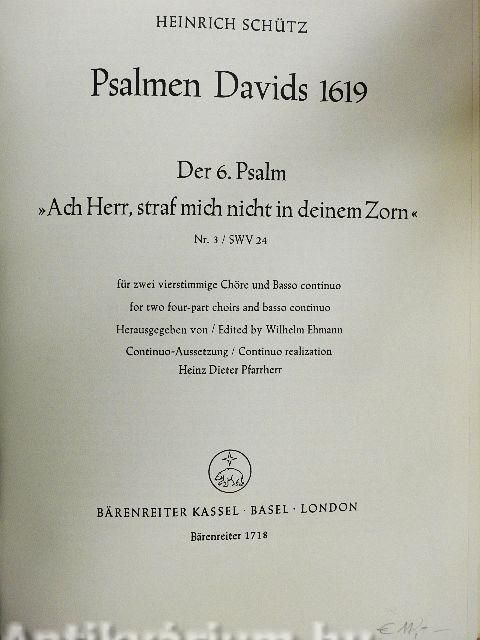 HEINRICH SCHÜTZ
Psalmen Davids 1619
Der 6. Psalm
»Ach Herr, straf mich nicht in deinem Zorn«
Nr. 3 / SWV 24
für zwei vierstimmige Chöre und Basso continuo
for two four-part choirs and basso continuo
Herausgegeben von / Edited by Wilhelm Ehmann
Continuo-Aussetzung / Continuo realization
Heinz Dieter Pfarrherr
BÄRENREITER KASSEL · BASEL · LONDON
Bärenreiter 1718
Antikvárium.hu